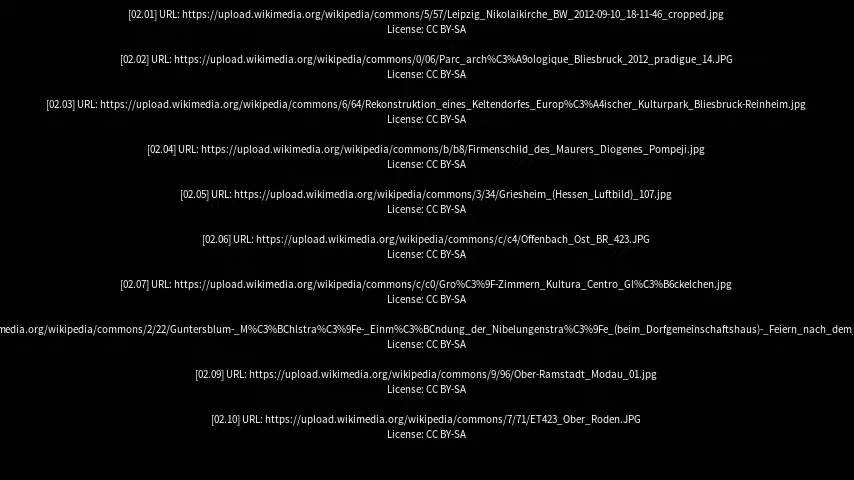 [02.01] URL: https://upload.wikimedia.org/wikipedia/commons/5/57/Leipzig_Nikolaikirche_BW_2012-09-10_18-11-46_cropped.jpg
License: CC BY-SA
[02.02] URL: https://upload.wikimedia.org/wikipedia/commons/0/06/Parc_arch%C3%A9ologique_Bliesbruck_2012_pradigue_14.JPG
License: CC BY-SA
[02.03] URL: https://upload.wikimedia.org/wikipedia/commons/6/64/Rekonstruktion_eines_Keltendorfes_Europ%C3%A4ischer_Kulturpark_Bliesbruck-Reinheim.jpg
License: CC BY-SA
[02.04] URL: https://upload.wikimedia.org/wikipedia/commons/b/b8/Firmenschild_des_Maurers_Diogenes_Pompeji.jpg
License: CC BY-SA
[02.05] URL: https://upload.wikimedia.org/wikipedia/commons/3/34/Griesheim_(Hessen_Luftbild)_107.jpg
License: CC BY-SA
[02.06] URL: https://upload.wikimedia.org/wikipedia/commons/c/c4/Offenbach_Ost_BR_423.JPG
License: CC BY-SA
[02.07] URL: https://upload.wikimedia.org/wikipedia/commons/c/c0/Gro%C3%9F-Zimmern_Kultura_Centro_Gl%C3%B6ckelchen.jpg
License: CC BY-SA
media.org/wikipedia/commons/2/22/Guntersblum-_M%C3%BChlstra%C3%9Fe-_Einm%C3%BCndung_der_Nibelungenstra%C3%9Fe_(beim_Dorfgemeinschaftshaus)-_Feiern_nach_dem_
License: CC BY-SA
[02.09] URL: https://upload.wikimedia.org/wikipedia/commons/9/96/Ober-Ramstadt_Modau_01.jpg
License: CC BY-SA
[02.10] URL: https://upload.wikimedia.org/wikipedia/commons/7/71/ET423_Ober_Roden.JPG
License: CC BY-SA